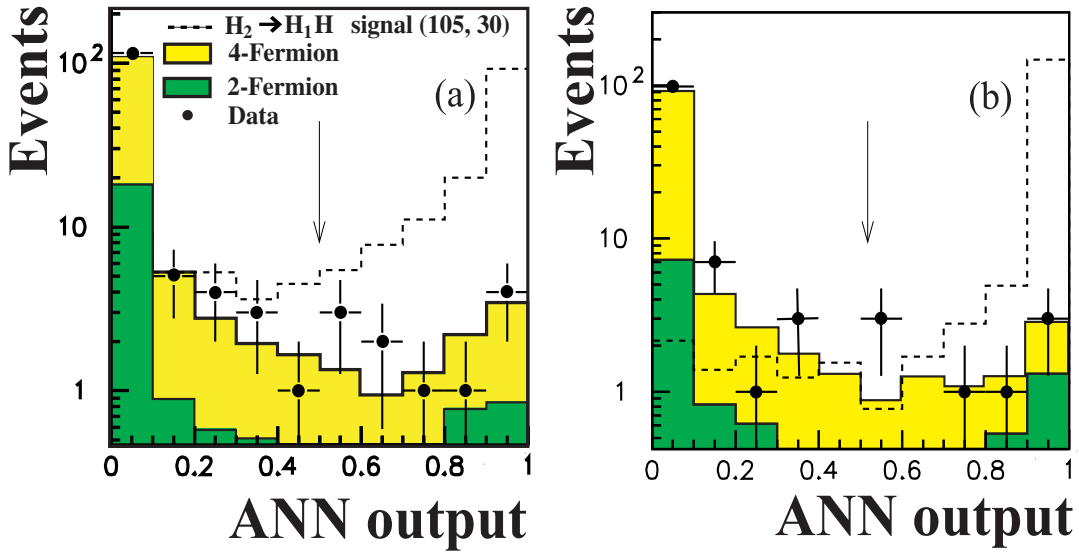 H₂ → H₁H signal (105, 30)
4-Fermion
2-Fermion
Data
(a)
Events
10²
10
1
0 0.2 0.4 0.6 0.8 1
ANN output
(b)
Events
10²
10
1
0 0.2 0.4 0.6 0.8 1
ANN output